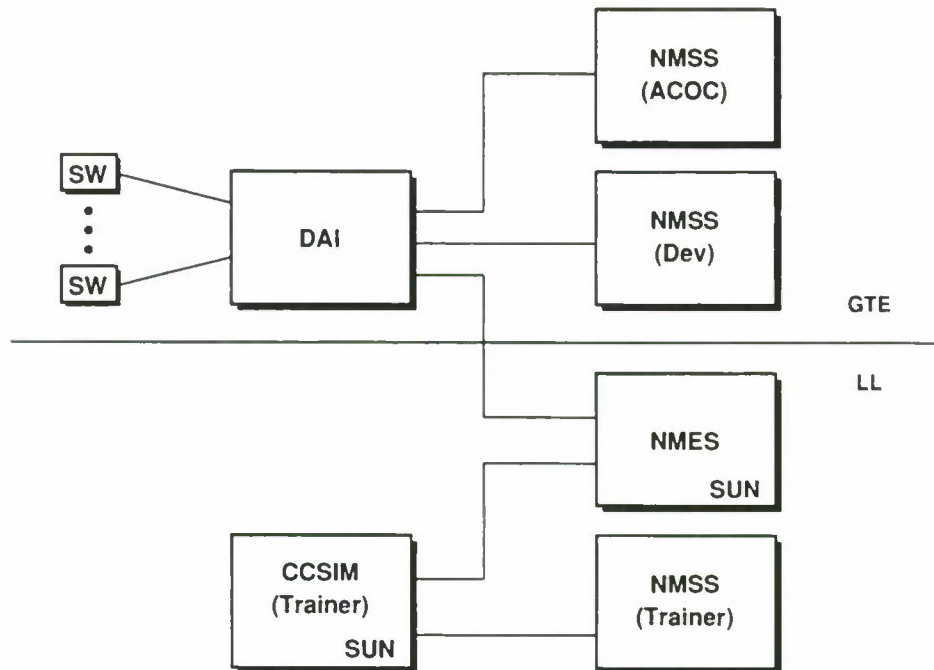 NMSS
(ACOC)
SW
SW
DAI
NMSS
(Dev)
GTE
LL
NMES
SUN
CCSIM
(Trainer)
SUN
NMSS
(Trainer)